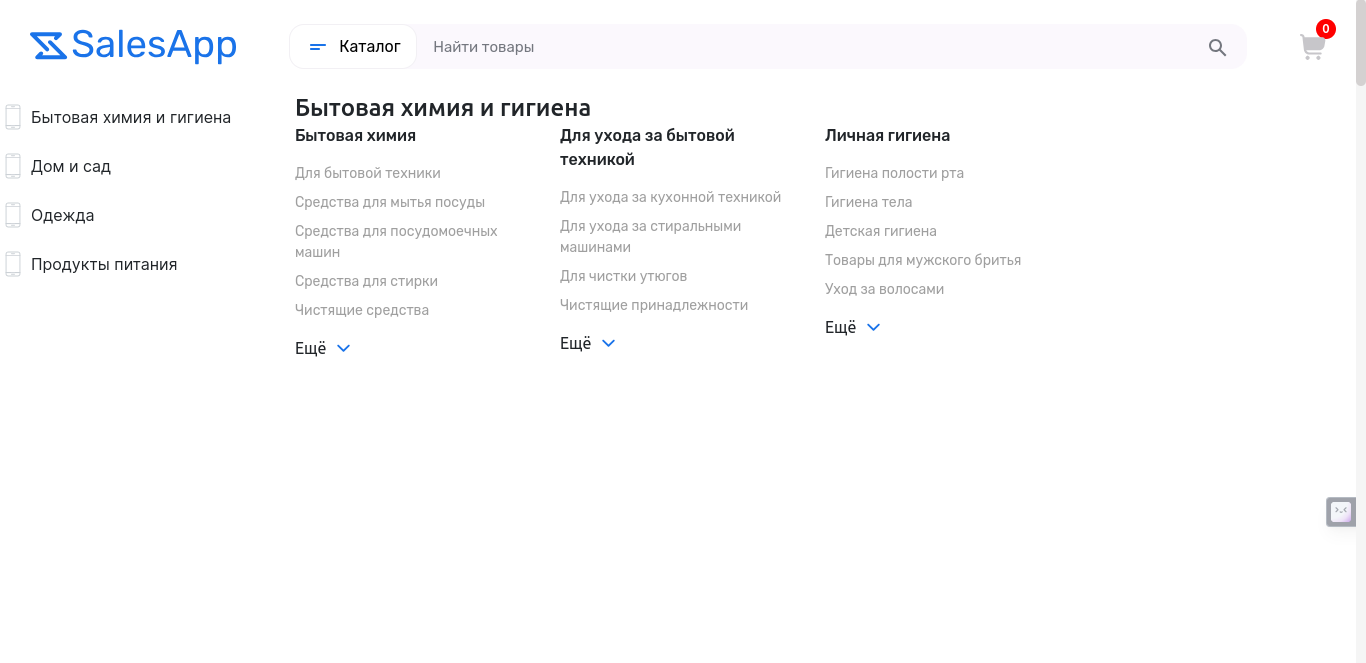 SalesApp
Каталог
Найти товары
0
Бытовая химия и гигиена
Дом и сад
Одежда
Продукты питания
Бытовая химия и гигиена
Бытовая химия
Для бытовой техники
Средства для мытья посуды
Средства для посудомоечных
машин
Средства для стирки
Чистящие средства
Ещё
Для ухода за бытовой
техникой
Для ухода за кухонной техникой
Для ухода за стиральными
машинами
Для чистки утюгов
Чистящие принадлежности
Ещё
Личная гигиена
Гигиена полости рта
Гигиена тела
Детская гигиена
Товары для мужского бритья
Уход за волосами
Ещё